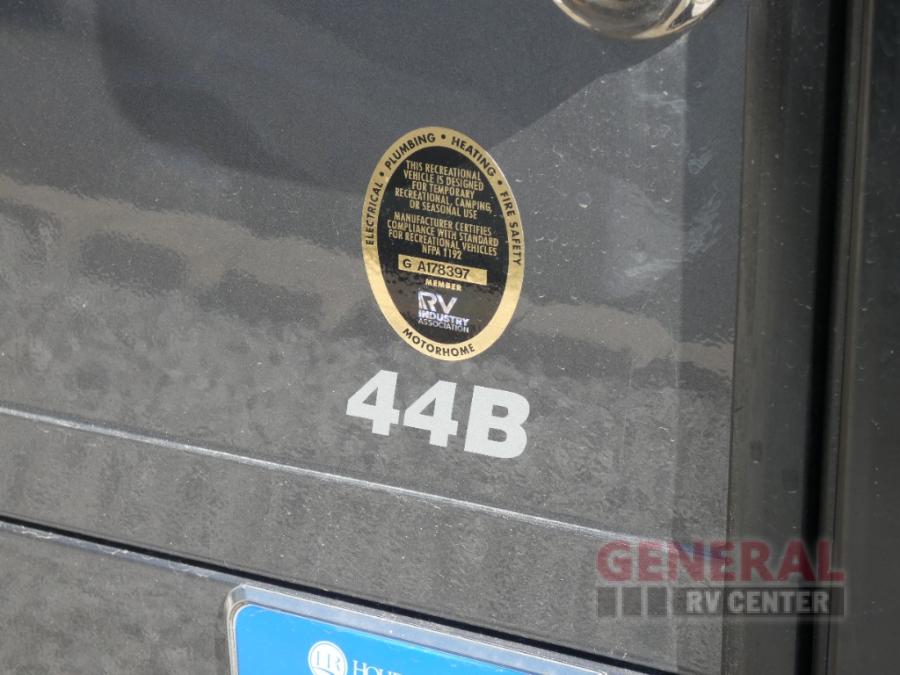 ELECTRICAL • PLUMBING • HEATING • FIRE SAFETY
THIS RECREATIONAL
VEHICLE IS DESIGNED
FOR TEMPORARY
RECREATIONAL, CAMPING,
OR SEASONAL USE
MANUFACTURER CERTIFIES
COMPLIANCE WITH STANDARD
FOR RECREATIONAL VEHICLES
NFPA 1192
G A178397
MEMBER
RV
INDUSTRY
ASSOCIATION
MOTORHOME
44B
GENERAL
RV CENTER
HR